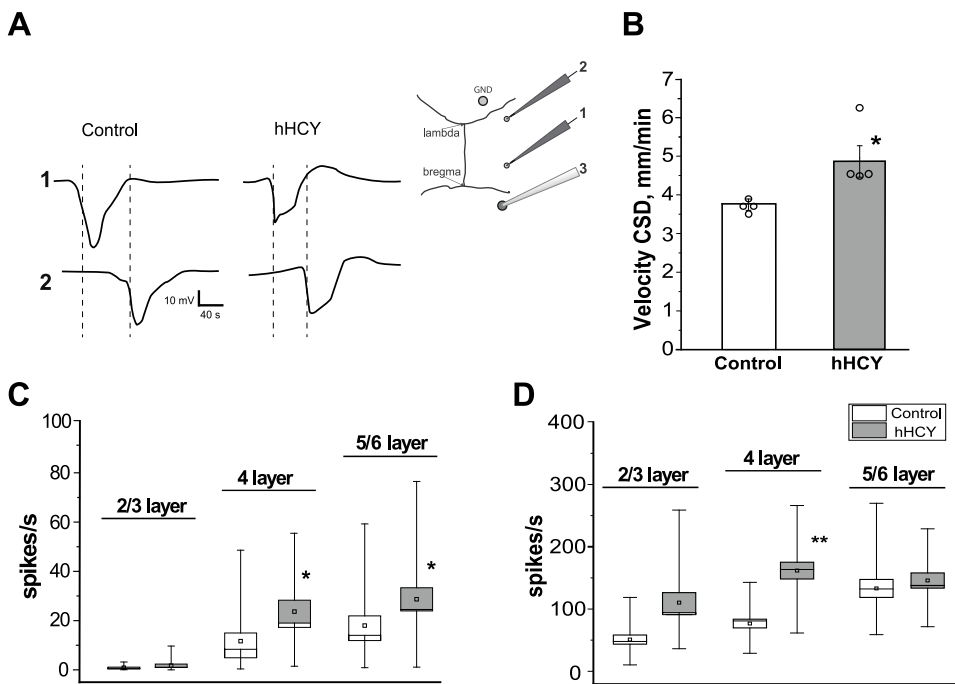 A
B
Control
hHCY
1
2
10 mV
40 s
GND
2
1
3
lambda
bregma
Velocity CSD, mm/min
7
6
5
4
3
2
1
0
*
Control
hHCY
C
D
spikes/s
100
80
60
40
20
0
2/3 layer
4 layer
5/6 layer
*
*
spikes/s
400
300
200
100
0
Control
hHCY
2/3 layer
4 layer
5/6 layer
**